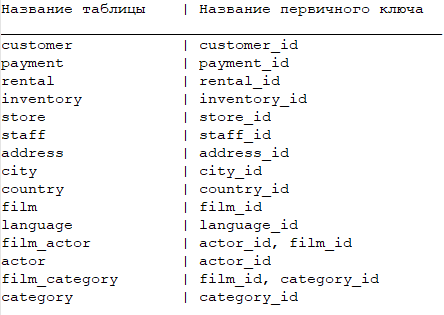 Название таблицы | Название первичного ключа
customer | customer_id
payment | payment_id
rental | rental_id
inventory | inventory_id
store | store_id
staff | staff_id
address | address_id
city | city_id
country | country_id
film | film_id
language | language_id
film_actor | actor_id, film_id
actor | actor_id
film_category | film_id, category_id
category | category_id